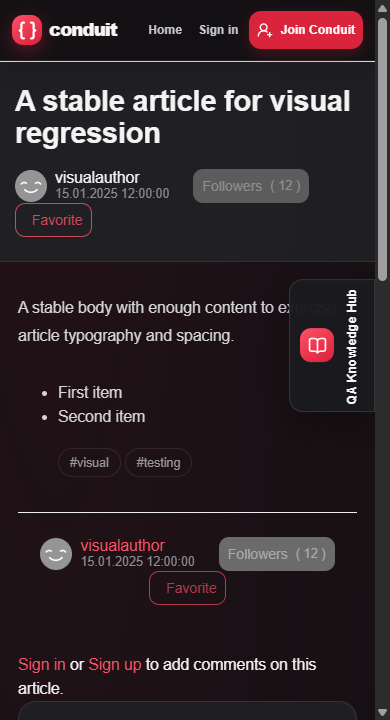 conduit
Home
Sign in
Join Conduit
A stable article for visual
regression
visualauthor
15.01.2025 12:00:00
Followers ( 12 )
Favorite
A stable body with enough content to exercise
article typography and spacing.
QA Knowledge Hub
First item
Second item
#visual
#testing
visualauthor
15.01.2025 12:00:00
Followers ( 12 )
Favorite
Sign in or Sign up to add comments on this
article.